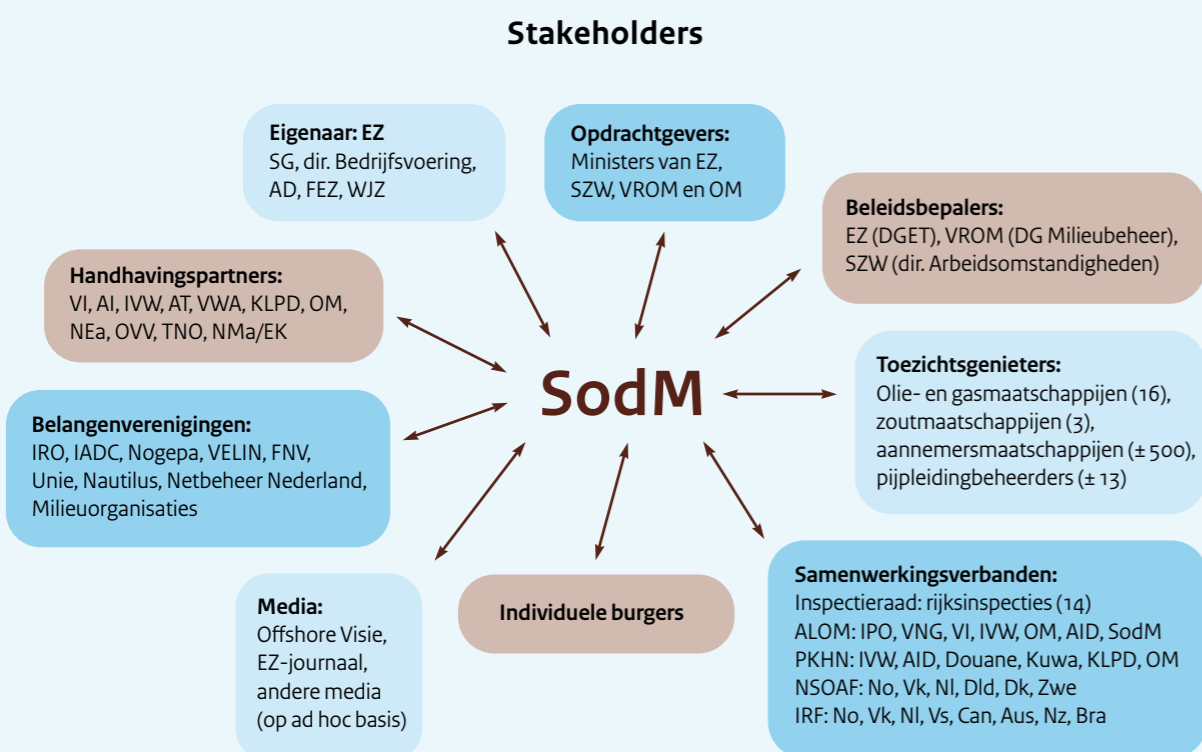 Stakeholders
Eigenaar: EZ
SG, dir. Bedrijfsvoering,
AD, FEZ, WJZ
Opdrachtgevers:
Ministers van EZ,
SZW, VROM en OM
Beleidsbepalers:
EZ (DGET), VROM (DG Milieubeheer),
SZW (dir. Arbeidsomstandigheden)
Handhavingspartners:
VI, AI, IVW, AT, VWA, KLPD, OM,
NEa, OVV, TNO, NMa/EK
SodM
Toezichtsgenieters:
Olie- en gasmaatschappijen (16),
zoutmaatschappijen (3),
aannemersmaatschappijen (± 500),
pijpleidingbeheerders (± 13)
Belangenverenigingen:
IRO, IADC, Nogepa, VELIN, FNV,
Unie, Nautilus, Netbeheer Nederland,
Milieuorganisaties
Media:
Offshore Visie,
EZ-journaal,
andere media
(op ad hoc basis)
Individuele burgers
Samenwerkingsverbanden:
Inspectieraad: rijksinspecties (14)
ALOM: IPO, VNG, VI, IVW, OM, AID, SodM
PKHN: IVW, AID, Douane, Kuwa, KLPD, OM
NSOAF: No, Vk, Nl, Dld, Dk, Zwe
IRF: No, Vk, Nl, Vs, Can, Aus, Nz, Bra